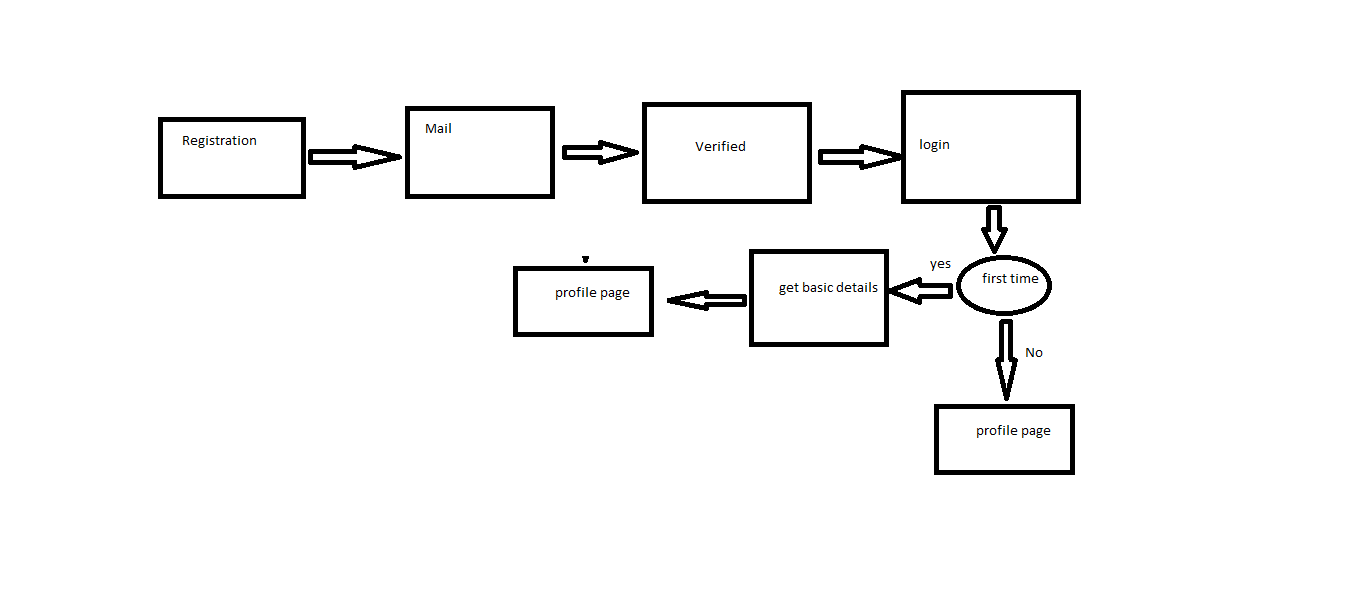 Registration
Mail
Verified
login
first time
yes
get basic details
profile page
No
profile page